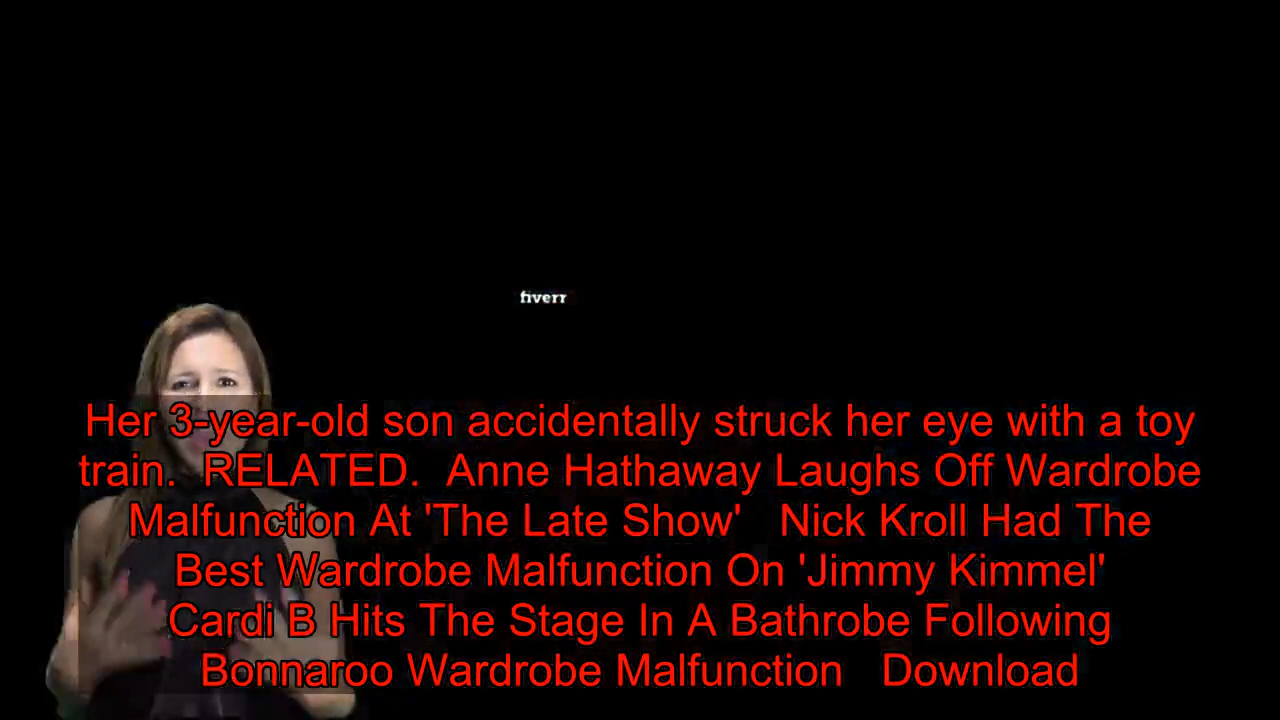 fiverr
Her 3-year-old son accidentally struck her eye with a toy
train.  RELATED.  Anne Hathaway Laughs Off Wardrobe
Malfunction At 'The Late Show'   Nick Kroll Had The
Best Wardrobe Malfunction On 'Jimmy Kimmel'
Cardi B Hits The Stage In A Bathrobe Following
Bonnaroo Wardrobe Malfunction   Download